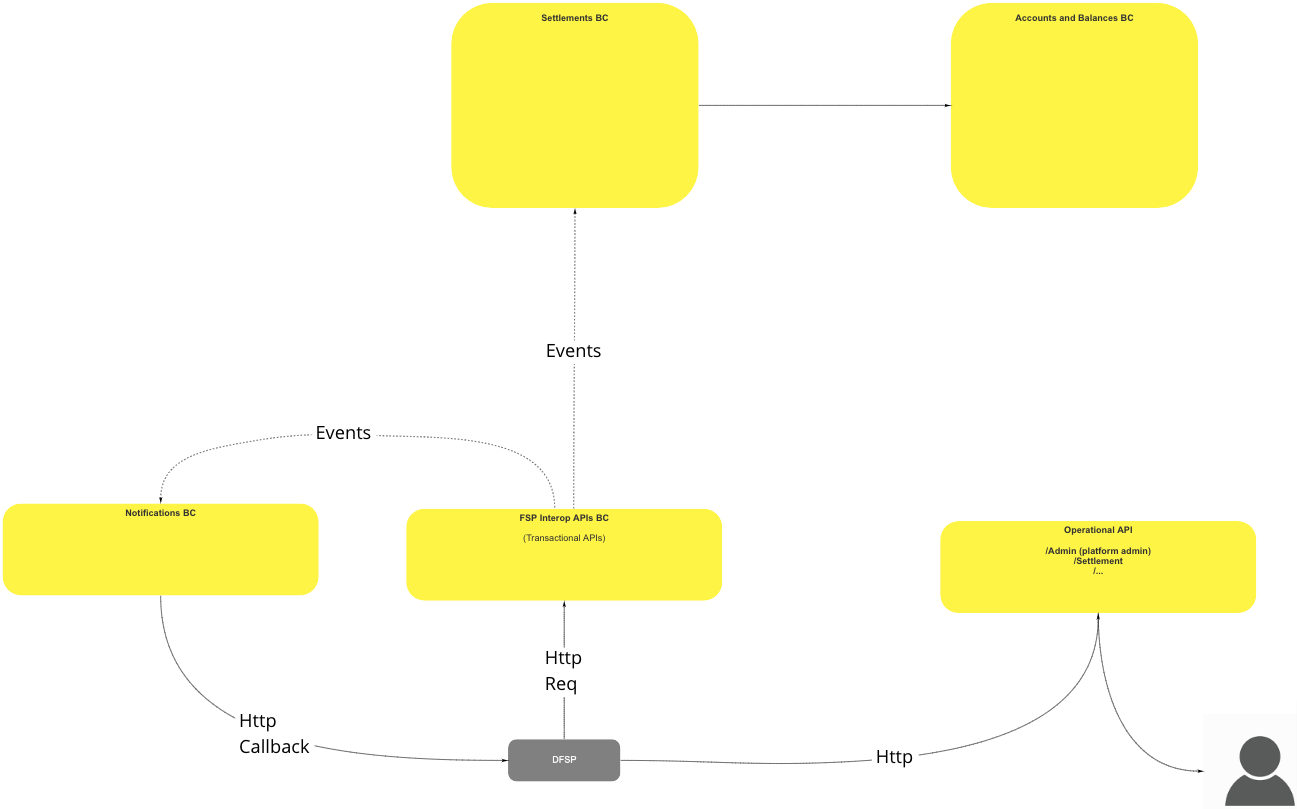 Settlements BC
Accounts and Balances BC
Events
Events
Notifications BC
FSP Interop APIs BC
(Transactional APIs)
Operational API
/Admin (platform admin)
/Settlement
/...
Http
Req
Http
Callback
DFSP
Http